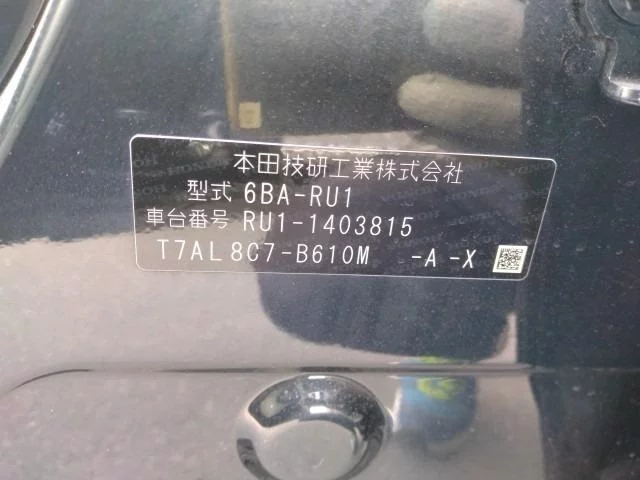 本田技研工業株式会社
型式 6BA-RU1
車台番号 RU1-1403815
T7AL8C7-B610M -A -X